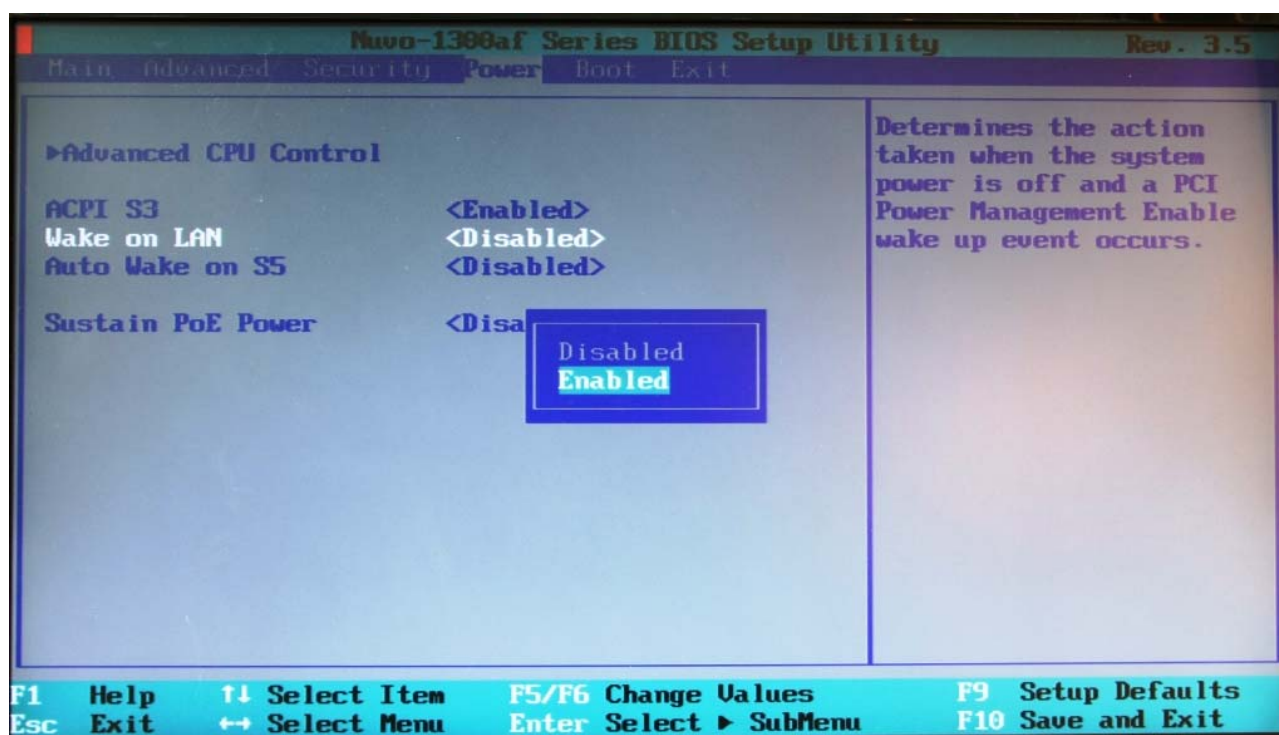 Nuvo-1300af Series BIOS Setup Utility Rev. 3.5
Main Advanced Security Power Boot Exit
►Advanced CPU Control
ACPI S3 <Enabled>
Wake on LAN <Disabled>
Auto Wake on S5 <Disabled>
Sustain PoE Power <Disa
Disabled
Enabled
Determines the action
taken when the system
power is off and a PCI
Power Management Enable
wake up event occurs.
F1 Help ↑↓ Select Item F5/F6 Change Values F9 Setup Defaults
Esc Exit ↔ Select Menu Enter Select ► SubMenu F10 Save and Exit